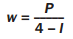 w = P / 4 - l